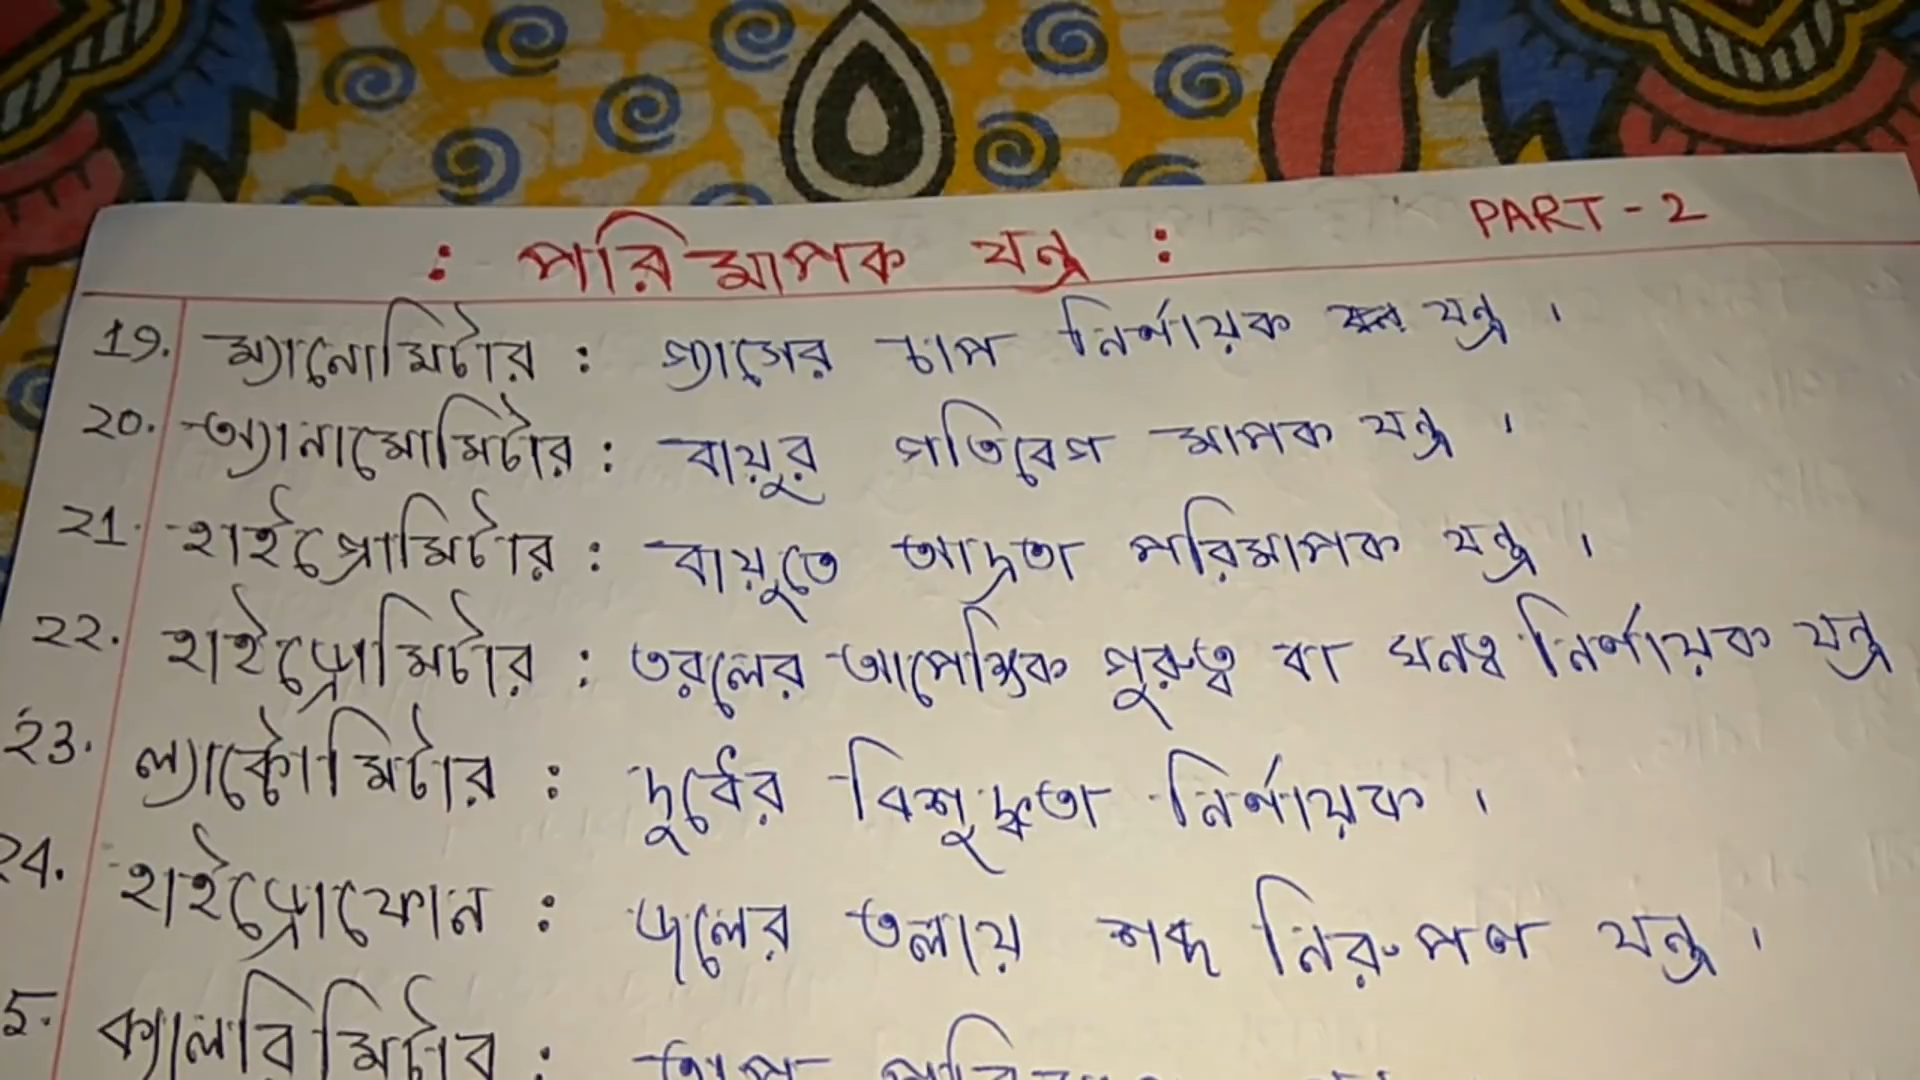 : পরিমাপক যন্ত্র : PART-2
19. ম্যানোমিটার : গ্যাসের চাপ নির্ণায়ক যন্ত্র ।
20. অ্যানামোমিটার : বায়ুর গতিবেগ মাপক যন্ত্র ।
21. হাইগ্রোমিটার : বায়ুতে আদ্রতা পরিমাপক যন্ত্র ।
22. হাইড্রোমিটার : তরলের আপেক্ষিক গুরুত্ব বা ঘনত্ব নির্ণায়ক যন্ত্র
23. ল্যাক্টোমিটার : দুধের বিশুদ্ধতা নির্ণায়ক ।
24. হাইড্রোফোন : জলের তলায় শব্দ নিরুপণ যন্ত্র ।
5. ক্যালরিমিটার : তাপ